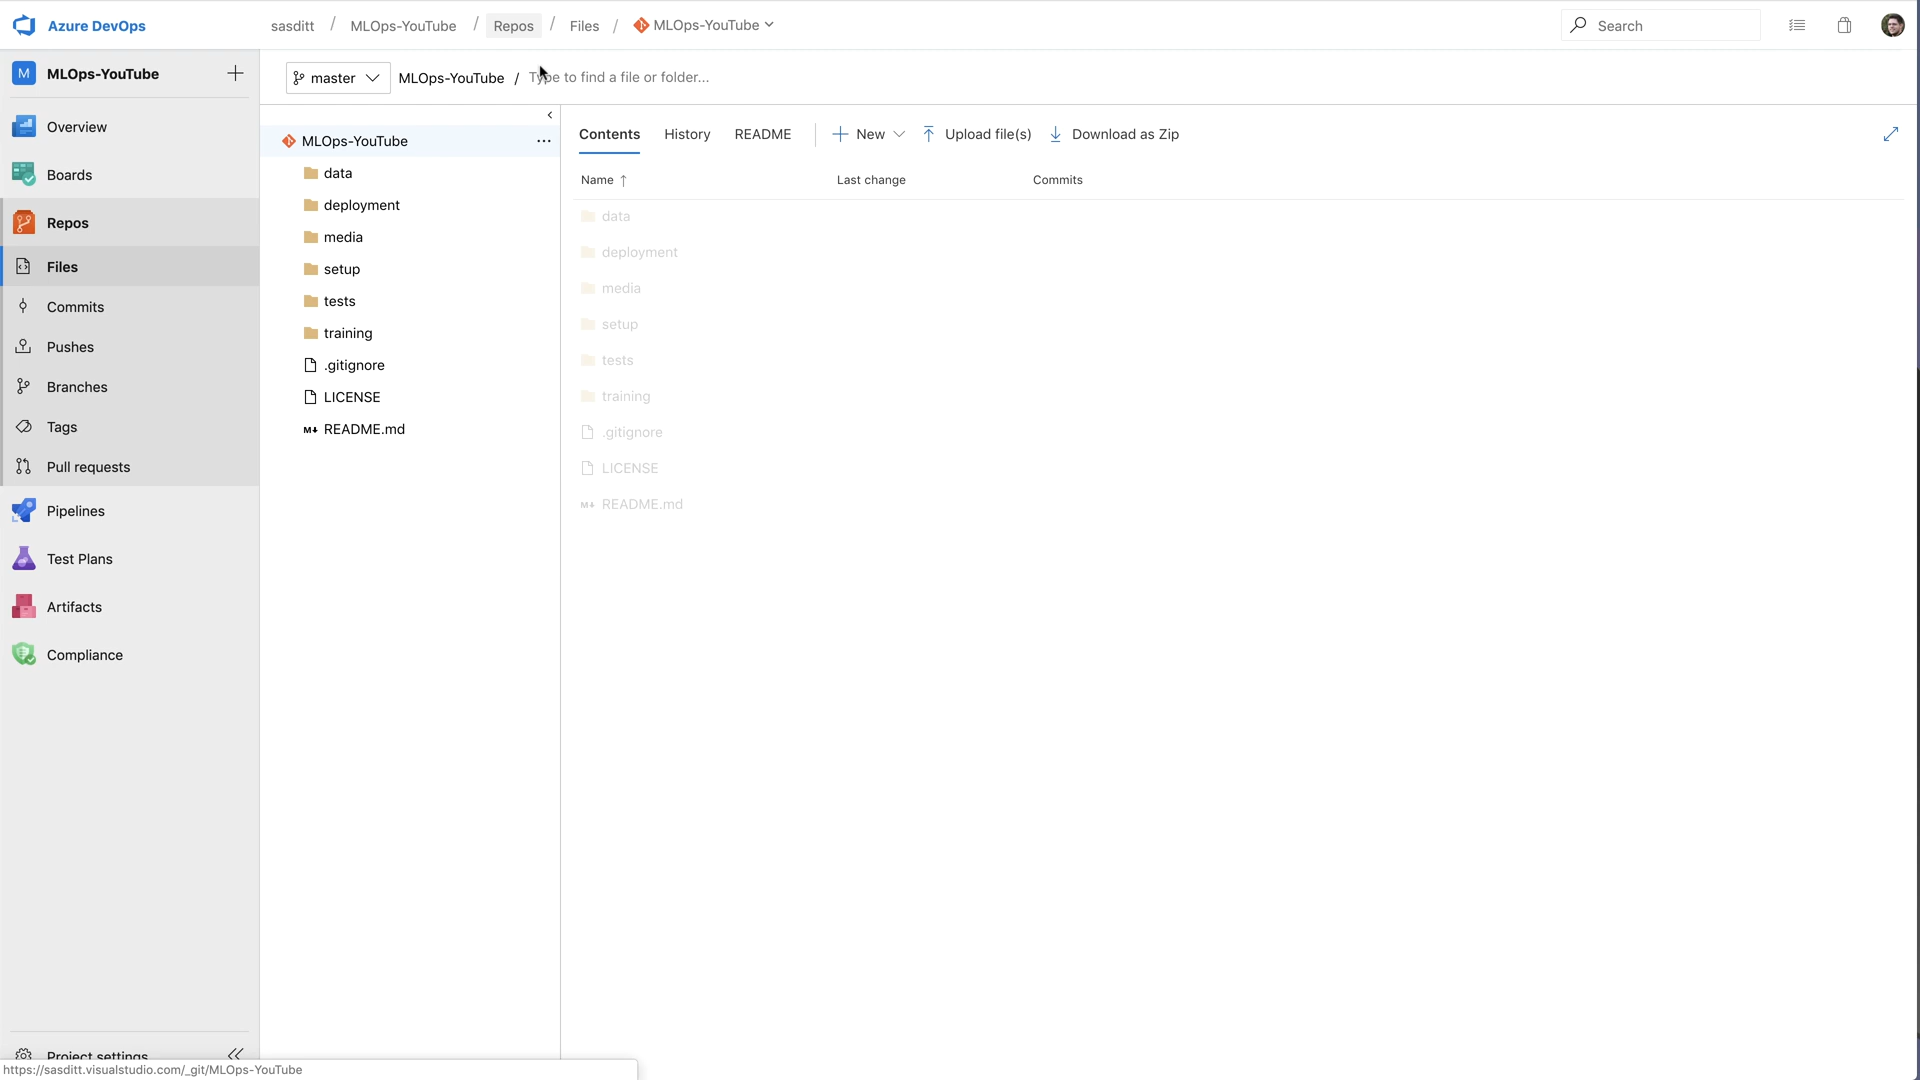 Azure DevOps
sasditt / MLOps-YouTube / Repos / Files / MLOps-YouTube
Search
M MLOps-YouTube
master
MLOps-YouTube / Type to find a file or folder...
Overview
Boards
Repos
Files
Commits
Pushes
Branches
Tags
Pull requests
Pipelines
Test Plans
Artifacts
Compliance
Project settings
MLOps-YouTube
data
deployment
media
setup
tests
training
.gitignore
LICENSE
M↓ README.md
Contents History README New Upload file(s) Download as Zip
Name ↑ Last change Commits
data
deployment
media
setup
tests
training
.gitignore
LICENSE
M↓ README.md
https://sasditt.visualstudio.com/_git/MLOps-YouTube